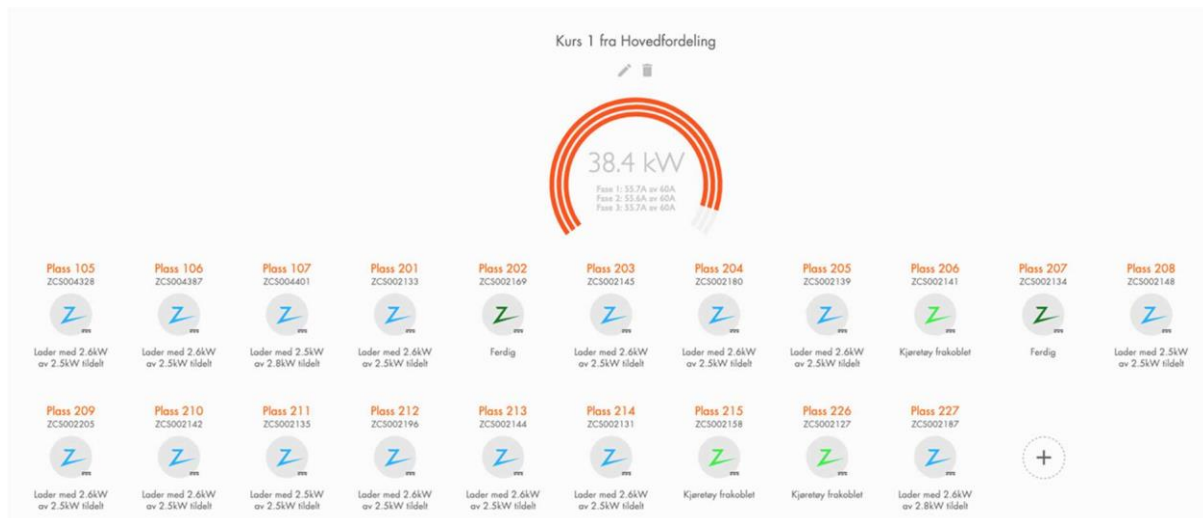 Kurs 1 fra Hovedfordeling
38.4 kW
Fase 1: 55.7A av 60A
Fase 2: 55.6A av 60A
Fase 3: 55.7A av 60A
Plass 105
ZCS004328
Lader med 2.6kW
av 2.5kW tildelt
Plass 106
ZCS004387
Lader med 2.6kW
av 2.5kW tildelt
Plass 107
ZCS004401
Lader med 2.5kW
av 2.8kW tildelt
Plass 201
ZCS002133
Lader med 2.6kW
av 2.5kW tildelt
Plass 202
ZCS002169
Ferdig
Plass 203
ZCS002145
Lader med 2.6kW
av 2.5kW tildelt
Plass 204
ZCS002180
Lader med 2.6kW
av 2.5kW tildelt
Plass 205
ZCS002139
Lader med 2.6kW
av 2.5kW tildelt
Plass 206
ZCS002141
Kjøretøy frakoblet
Plass 207
ZCS002134
Ferdig
Plass 208
ZCS002148
Lader med 2.5kW
av 2.5kW tildelt
Plass 209
ZCS002205
Lader med 2.6kW
av 2.5kW tildelt
Plass 210
ZCS002142
Lader med 2.6kW
av 2.5kW tildelt
Plass 211
ZCS002135
Lader med 2.5kW
av 2.5kW tildelt
Plass 212
ZCS002196
Lader med 2.6kW
av 2.5kW tildelt
Plass 213
ZCS002144
Lader med 2.6kW
av 2.5kW tildelt
Plass 214
ZCS002131
Lader med 2.6kW
av 2.5kW tildelt
Plass 215
ZCS002158
Kjøretøy frakoblet
Plass 226
ZCS002127
Kjøretøy frakoblet
Plass 227
ZCS002187
Lader med 2.6kW
av 2.8kW tildelt